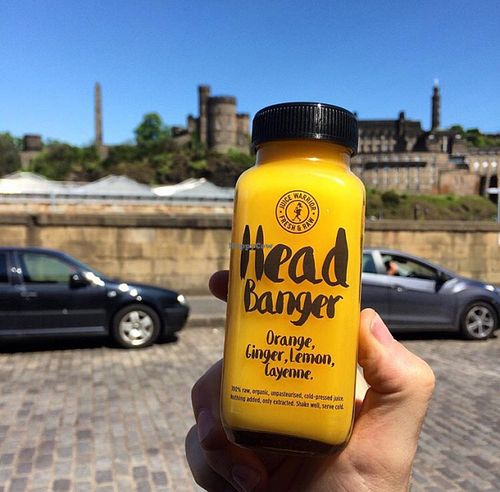 JUICE WARRIOR
FRESH & RAW
Head
Banger
Orange,
Ginger, Lemon,
Cayenne.
100% raw, organic, unpasteurised, cold-pressed juice.
Nothing added, only extracted. Shake well, serve cold.